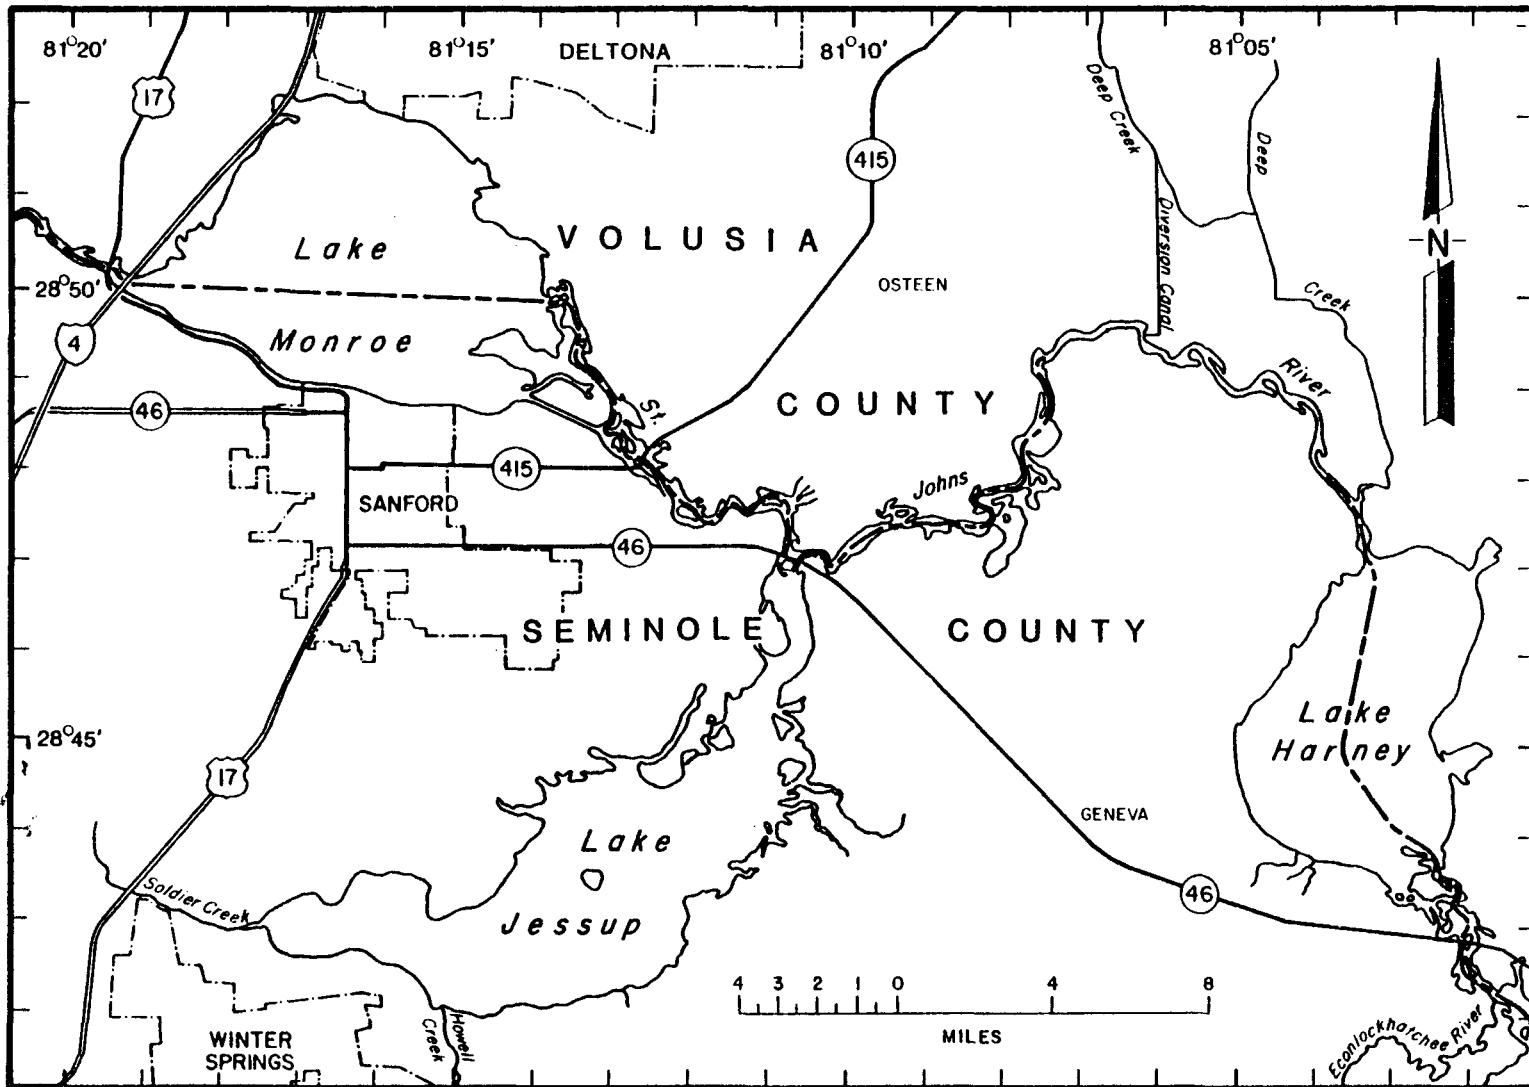 81°20'
81°15'
DELTONA
81°10'
81°05'
17
Deep Creek
Deep
415
Diversion Canal
Lake
VOLUSIA
N
28°50'
OSTEEN
Creek
4
Monroe
River
46
St.
COUNTY
415
SANFORD
Johns
46
SEMINOLE
COUNTY
28°45'
17
Lake
Harney
GENEVA
Lake
Jessup
Soldier Creek
46
4 3 2 1 0 4 8
MILES
WINTER
SPRINGS
Howell
Creek
Econlockhatchee River